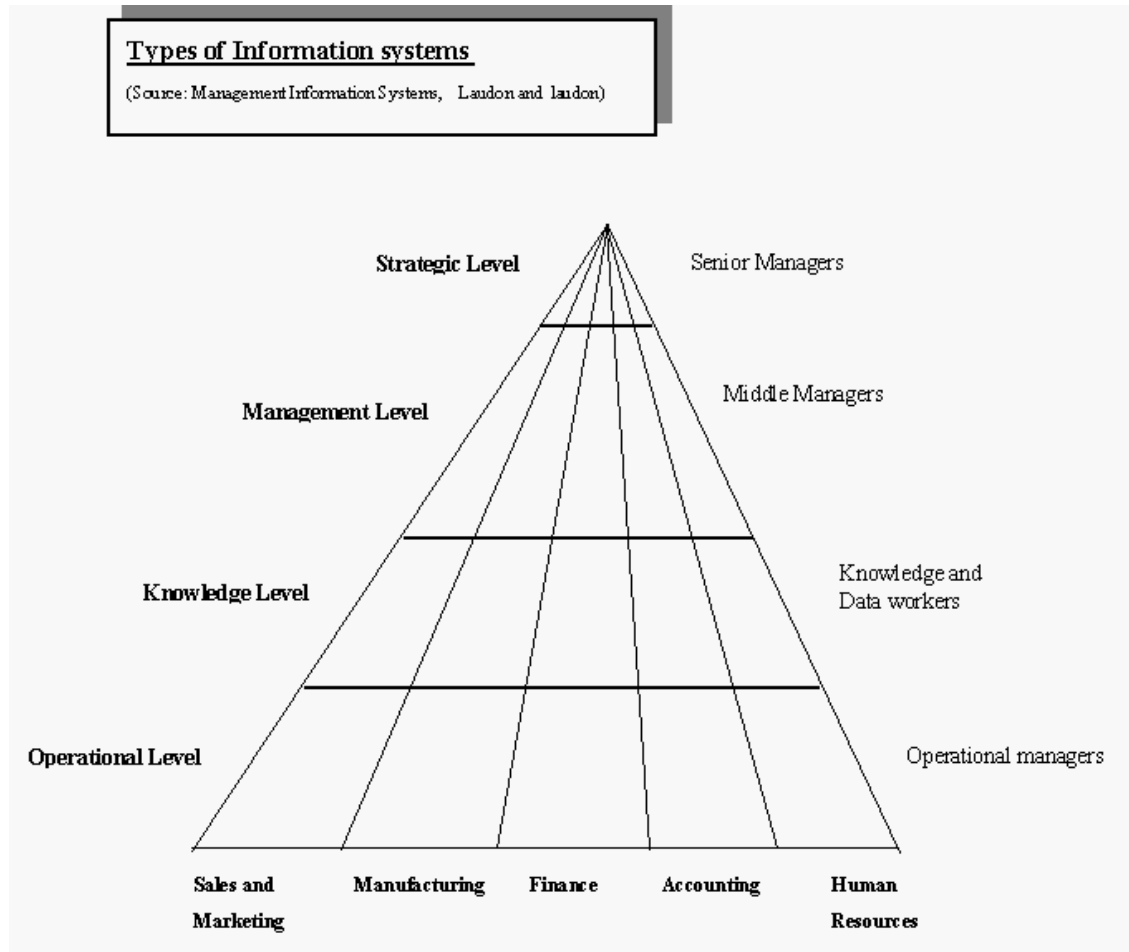 Types of Information systems
(Source: Management Information Systems, Laudon and laudon)
Strategic Level
Senior Managers
Management Level
Middle Managers
Knowledge Level
Knowledge and
Data workers
Operational Level
Operational managers
Sales and
Marketing
Manufacturing
Finance
Accounting
Human
Resources